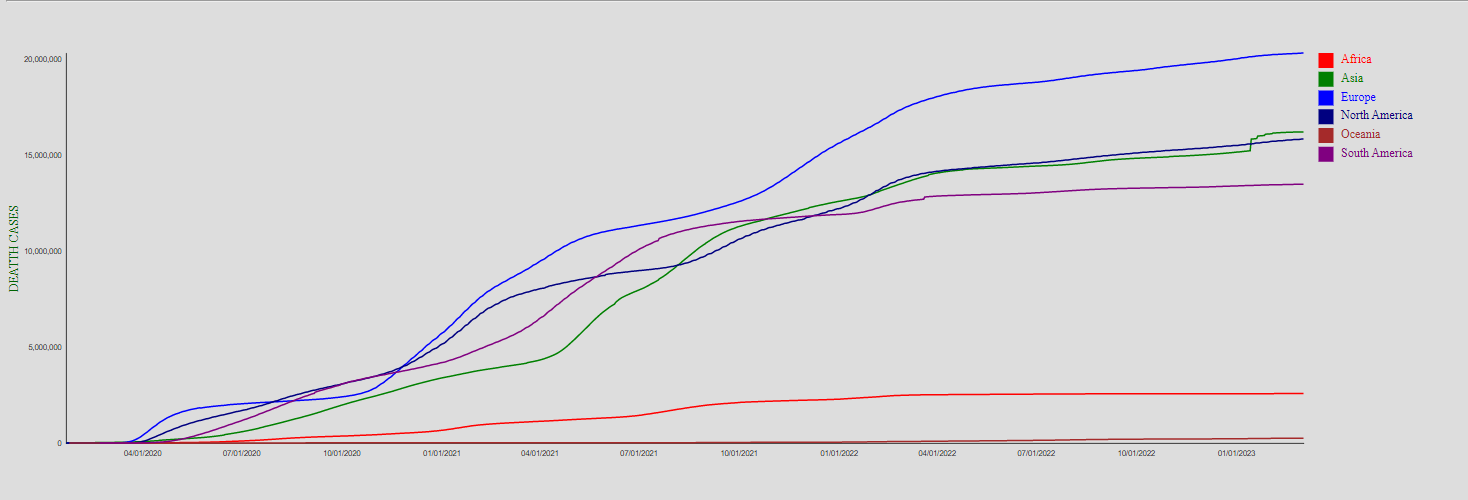 20,000,000
15,000,000
10,000,000
5,000,000
0
DEATTH CASES
04/01/2020
07/01/2020
10/01/2020
01/01/2021
04/01/2021
07/01/2021
10/01/2021
01/01/2022
04/01/2022
07/01/2022
10/01/2022
01/01/2023
Africa
Asia
Europe
North America
Oceania
South America